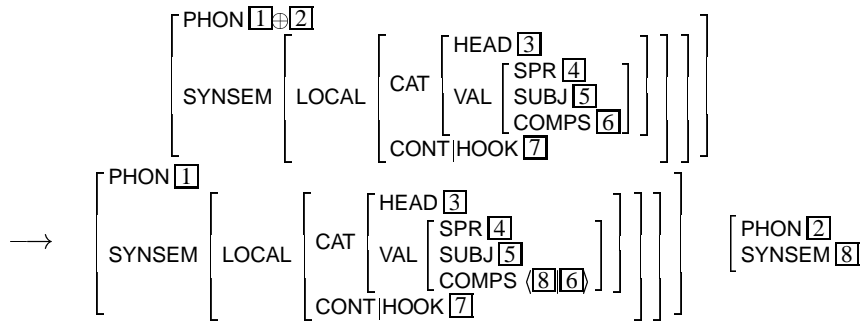 PHON 1⊕2
HEAD 3
SPR 4
SYNSEM LOCAL CAT VAL SUBJ 5
COMPS 6
CONT|HOOK 7
PHON 1
HEAD 3
SPR 4
→ SYNSEM LOCAL CAT VAL SUBJ 5 PHON 2
COMPS ⟨8|6⟩ SYNSEM 8
CONT|HOOK 7